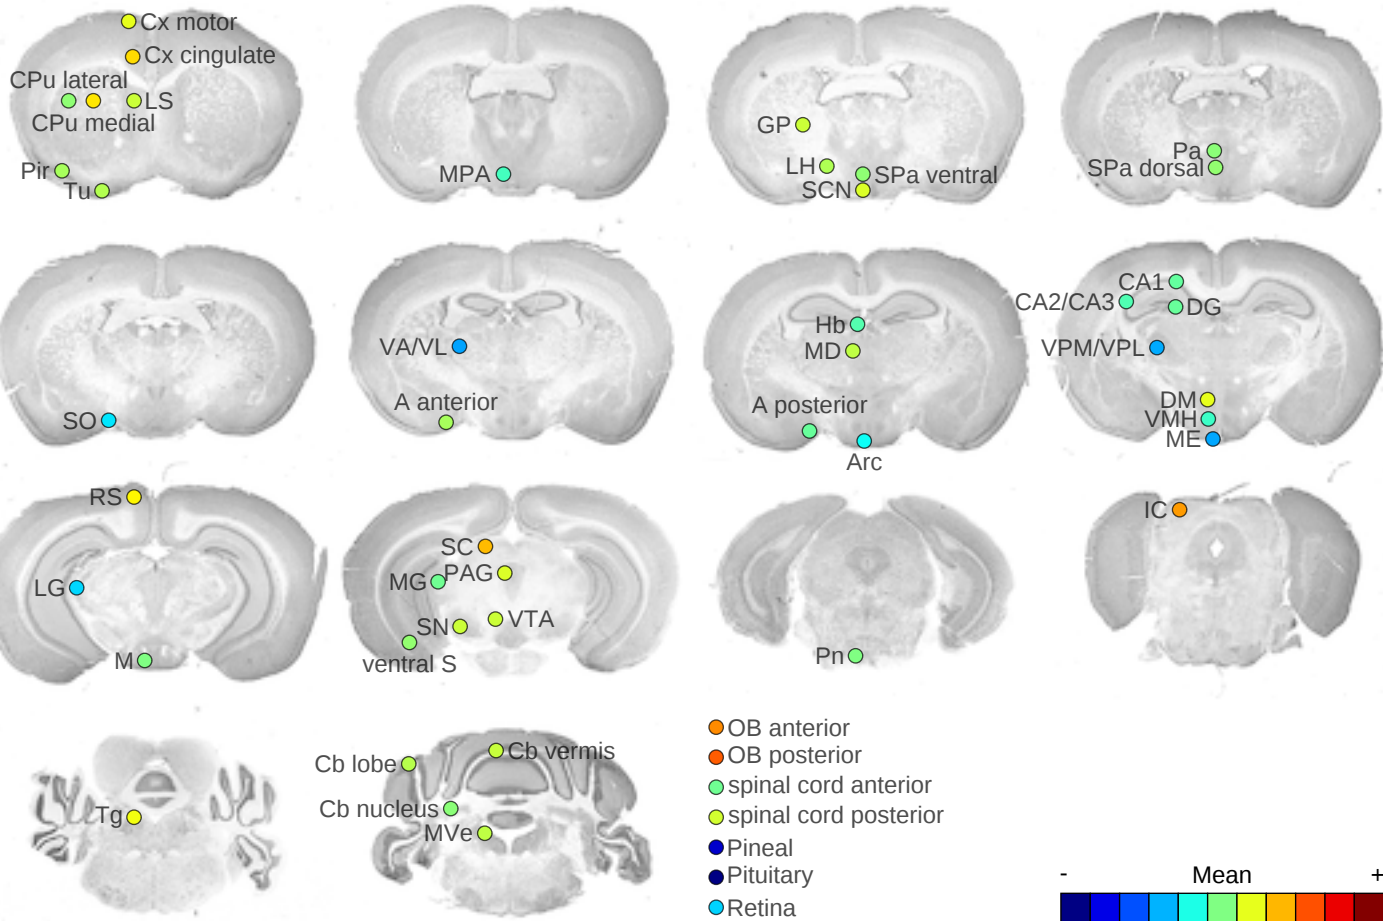 Cx motor
Cx cingulate
CPu lateral
LS
CPu medial
Pir
Tu
MPA
GP
LH
SPa ventral
SCN
Pa
SPa dorsal
SO
VA/VL
A anterior
Hb
MD
A posterior
Arc
CA1
CA2/CA3
DG
VPM/VPL
DM
VMH
ME
RS
LG
M
SC
PAG
MG
SN
VTA
ventral S
Pn
IC
Tg
Cb lobe
Cb vermis
Cb nucleus
MVe
OB anterior
OB posterior
spinal cord anterior
spinal cord posterior
Pineal
Pituitary
Retina
- Mean +